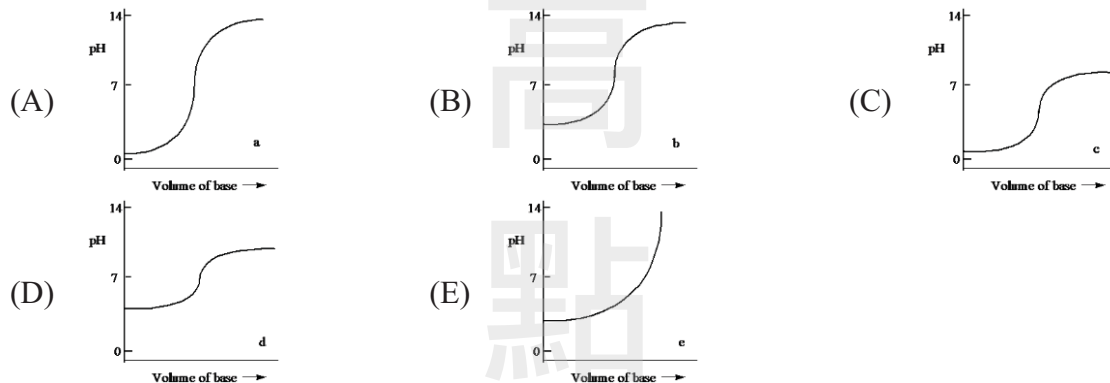 14
pH
(A)
7
0
a
Volume of base
14
pH
(B)
7
0
b
Volume of base
14
pH
(C)
7
0
c
Volume of base
14
pH
(D)
7
0
d
Volume of base
14
pH
(E)
7
0
e
Volume of base
高
點